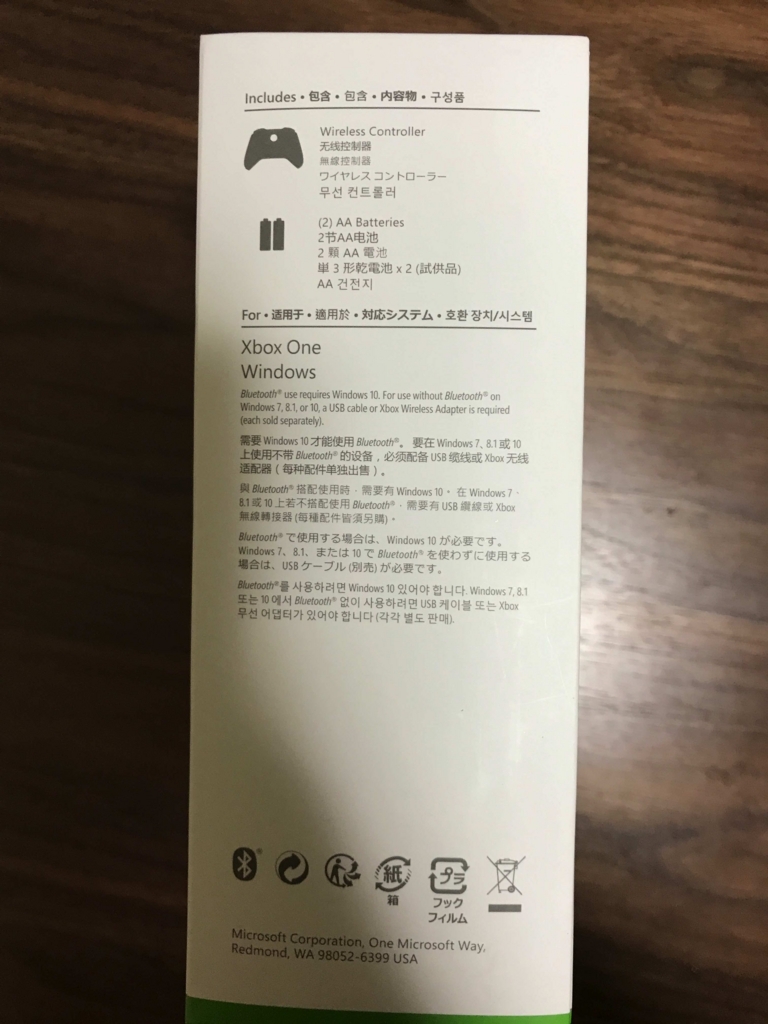 Includes • 包含 • 包含 • 内容物 • 구성품
Wireless Controller
无线控制器
無線控制器
ワイヤレス コントローラー
무선 컨트롤러
(2) AA Batteries
2节AA电池
2 顆 AA 電池
単 3 形乾電池 x 2 (試供品)
AA 건전지
For • 适用于 • 適用於 • 対応システム • 호환 장치/시스템
Xbox One
Windows
Bluetooth® use requires Windows 10. For use without Bluetooth® on
Windows 7, 8.1, or 10, a USB cable or Xbox Wireless Adapter is required
(each sold separately).
需要 Windows 10 才能使用 Bluetooth®。 要在 Windows 7、8.1 或 10
上使用不带 Bluetooth® 的设备，必须配备 USB 缆线或 Xbox 无线
适配器（每种配件单独出售）。
與 Bluetooth® 搭配使用時，需要有 Windows 10。 在 Windows 7、
8.1 或 10 上若不搭配使用 Bluetooth®，需要有 USB 纜線或 Xbox
無線轉接器 (每種配件皆須另購)。
Bluetooth® で使用する場合は、Windows 10 が必要です。
Windows 7、8.1、または 10 で Bluetooth® を使わずに使用する
場合は、USB ケーブル (別売) が必要です。
Bluetooth®를 사용하려면 Windows 10 있어야 합니다. Windows 7, 8.1
또는 10 에서 Bluetooth® 없이 사용하려면 USB 케이블 또는 Xbox
무선 어댑터가 있어야 합니다 (각각 별도 판매).
紙
箱
プラ
フック
フィルム
Microsoft Corporation, One Microsoft Way,
Redmond, WA 98052-6399 USA